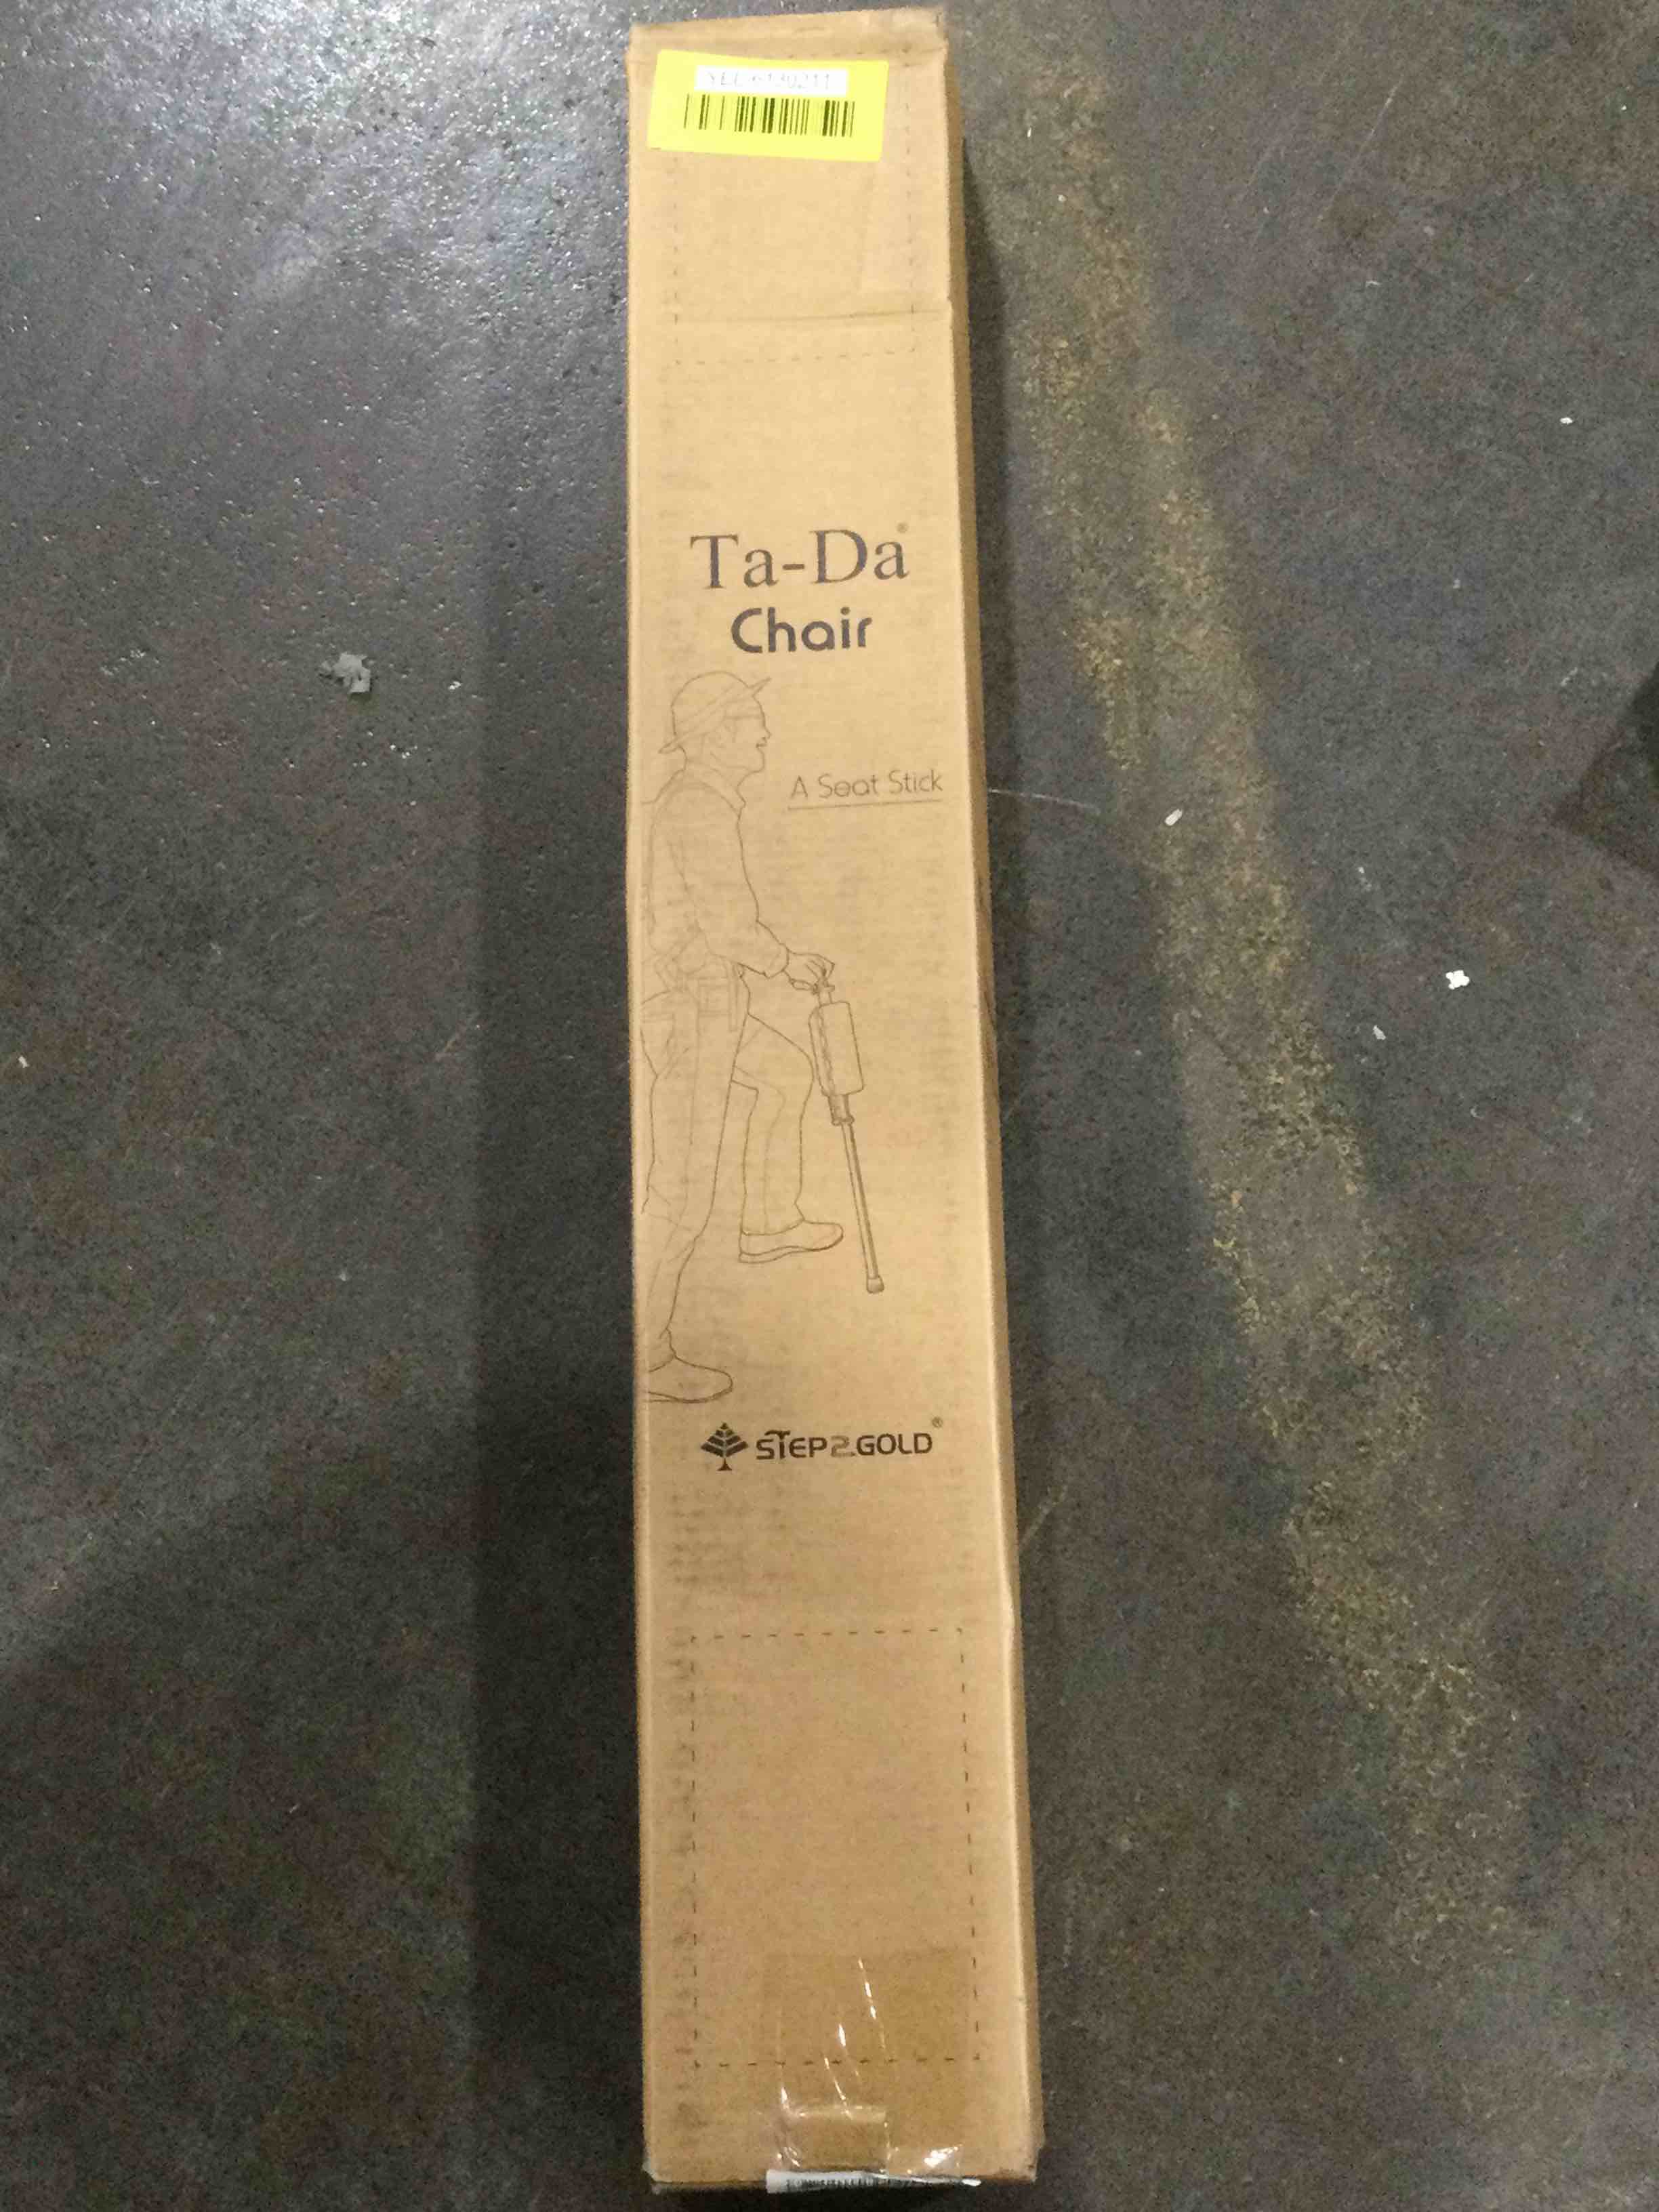 Ta-Da®
Chair
A Seat Stick
STEP2GOLD®